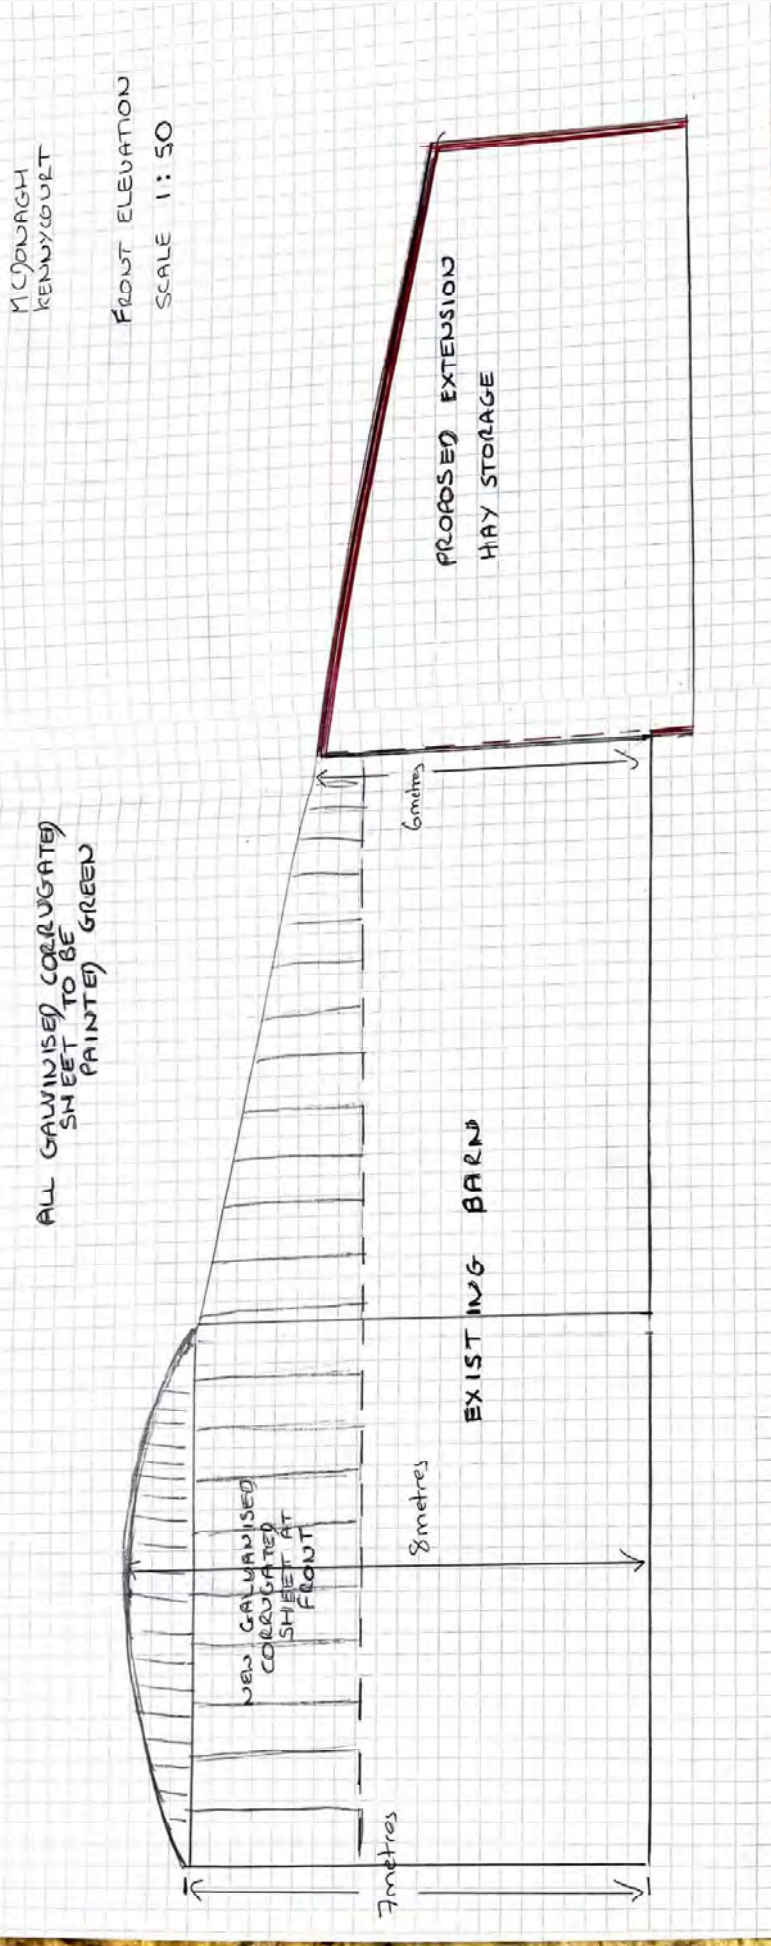 McDONAGH
KENNYCOURT
FRONT ELEVATION
SCALE 1:50
ALL GALVINISED CORRUGATED
SHEET TO BE
PAINTED GREEN
NEW GALVANISED
CORRUGATED
SHEET AT
FRONT
7metres
8metres
EXISTING BARN
6metres
PROPOSED EXTENSION
HAY STORAGE